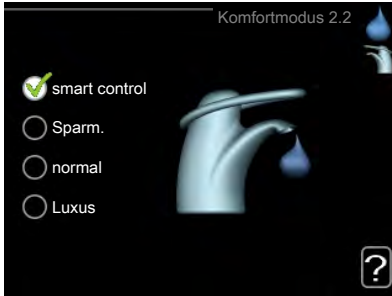 Komfortmodus 2.2
smart control
Sparm.
normal
Luxus
?